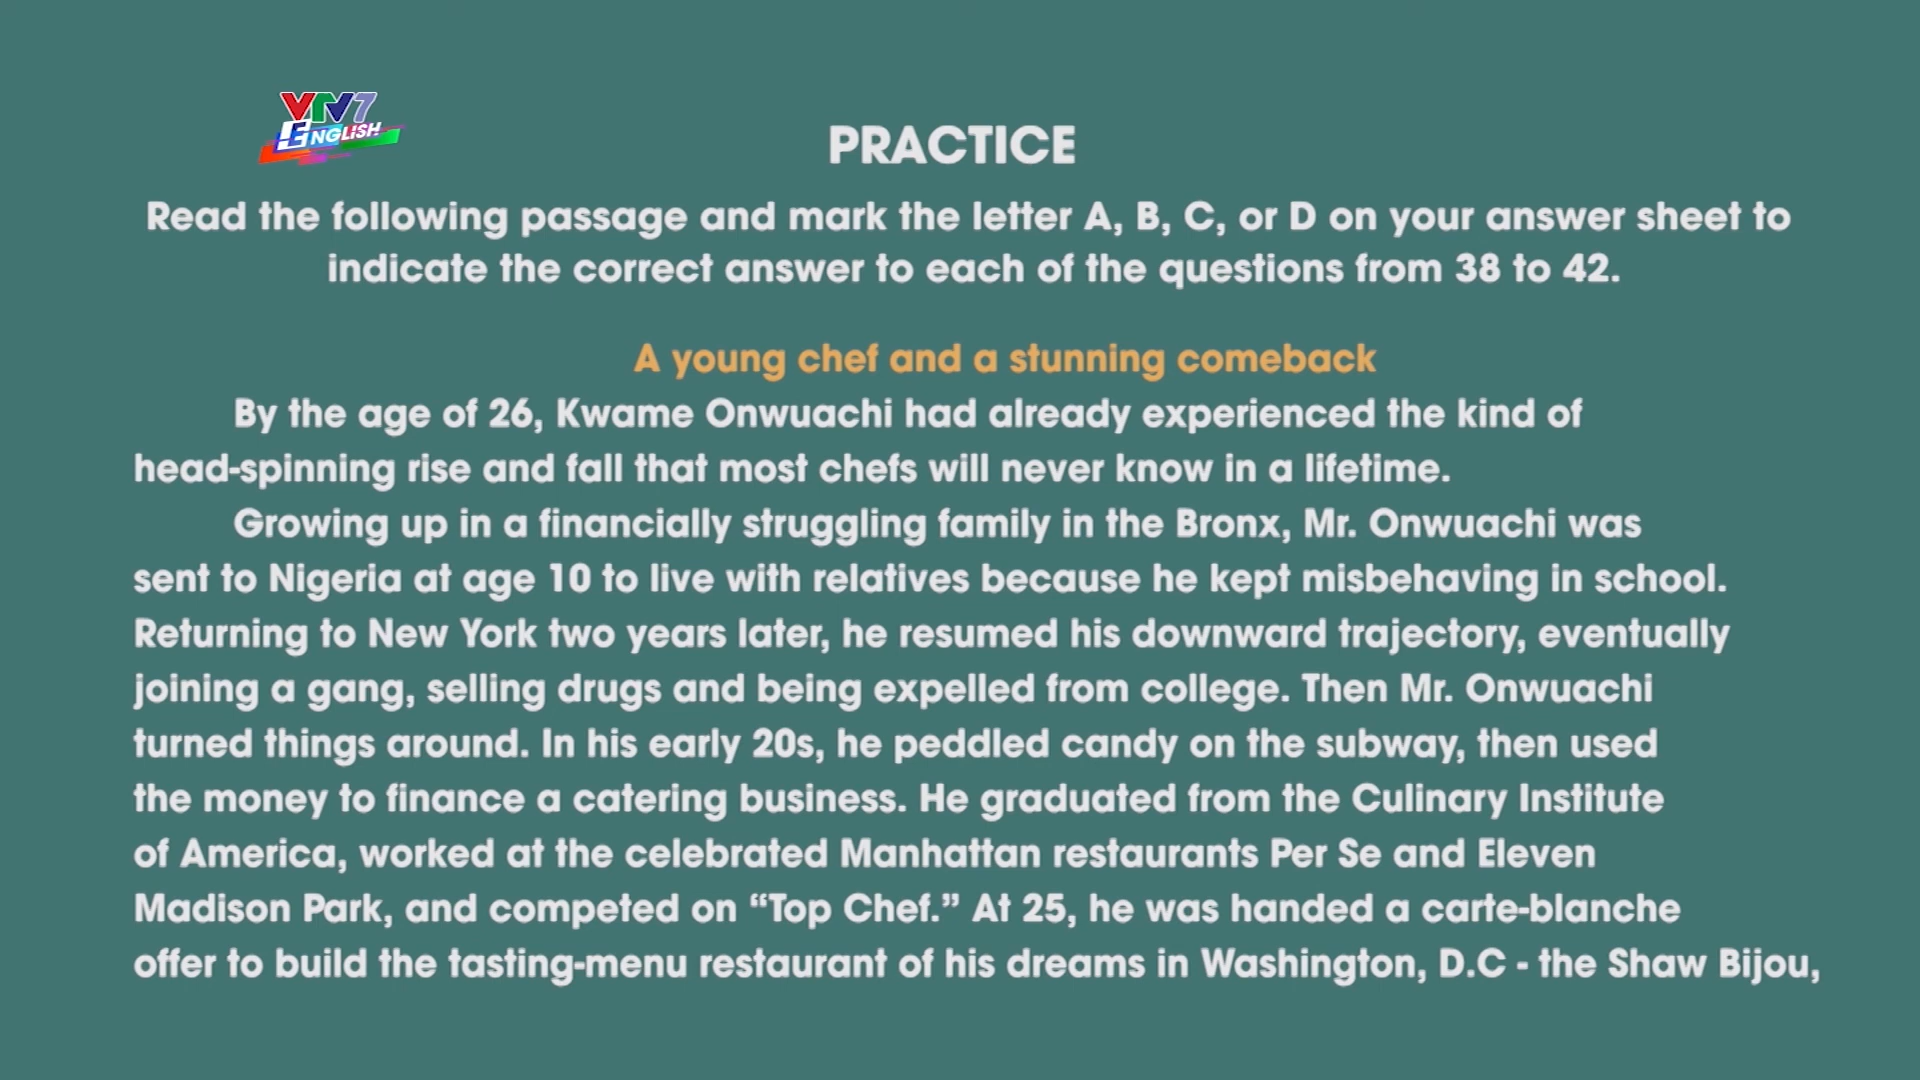 VTV7
ENGLISH
PRACTICE
Read the following passage and mark the letter A, B, C, or D on your answer sheet to
indicate the correct answer to each of the questions from 38 to 42.
A young chef and a stunning comeback
By the age of 26, Kwame Onwuachi had already experienced the kind of
head-spinning rise and fall that most chefs will never know in a lifetime.
Growing up in a financially struggling family in the Bronx, Mr. Onwuachi was
sent to Nigeria at age 10 to live with relatives because he kept misbehaving in school.
Returning to New York two years later, he resumed his downward trajectory, eventually
joining a gang, selling drugs and being expelled from college. Then Mr. Onwuachi
turned things around. In his early 20s, he peddled candy on the subway, then used
the money to finance a catering business. He graduated from the Culinary Institute
of America, worked at the celebrated Manhattan restaurants Per Se and Eleven
Madison Park, and competed on “Top Chef.” At 25, he was handed a carte-blanche
offer to build the tasting-menu restaurant of his dreams in Washington, D.C - the Shaw Bijou,